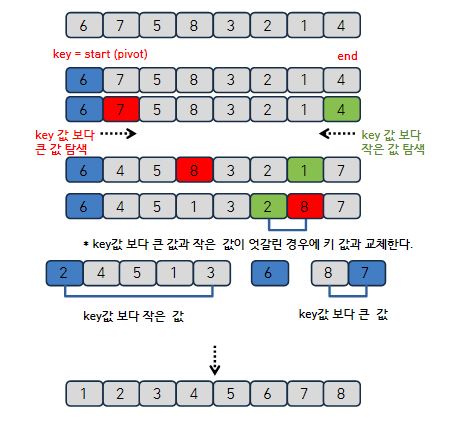 6 7 5 8 3 2 1 4
key = start (pivot) end
6 7 5 8 3 2 1 4
6 7 5 8 3 2 1 4
key 값 보다
큰 값 탐색
key 값 보다
작은 값 탐색
6 4 5 8 3 2 1 7
6 4 5 1 3 2 8 7
* key값 보다 큰 값과 작은 값이 엇갈린 경우에 키 값과 교체한다.
2 4 5 1 3 6 8 7
key값 보다 작은 값
key값 보다 큰 값
1 2 3 4 5 6 7 8